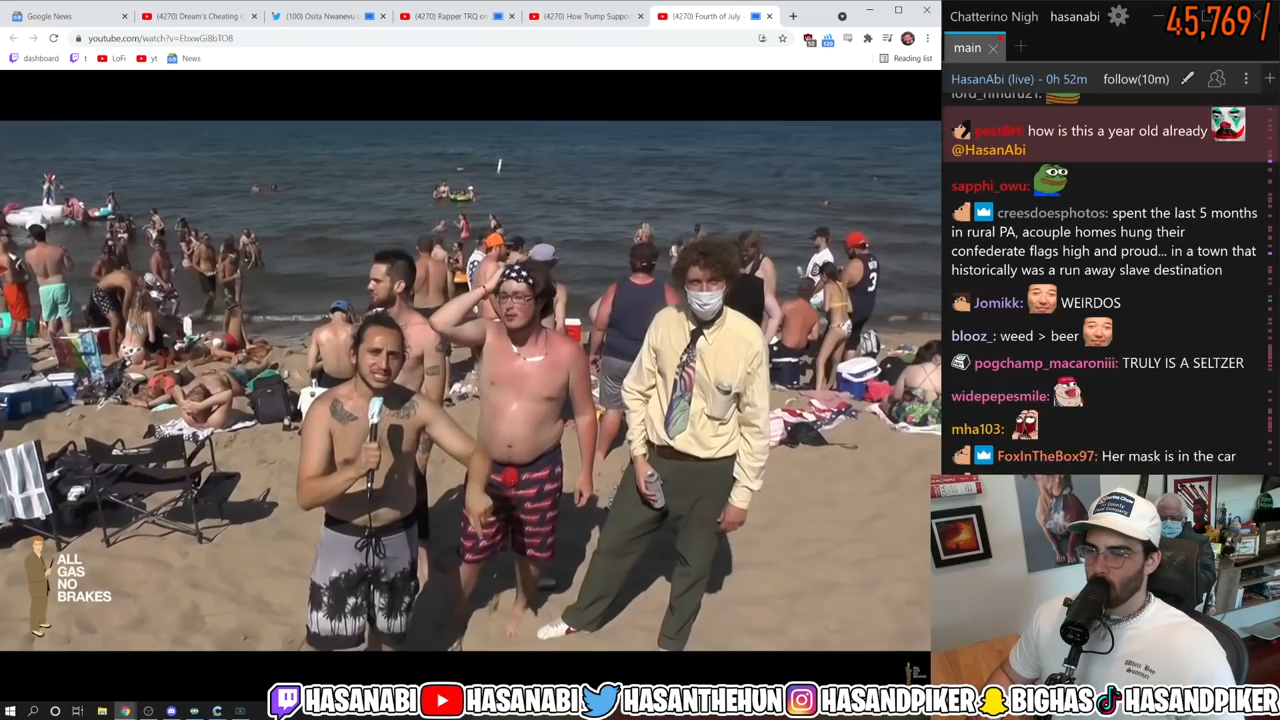 Google News
(4270) Dream's Cheating C
(100) Osita Nwanevu
(4270) Rapper TRQ on
(4270) How Trump Suppor
(4270) Fourth of July -
youtube.com/watch?v=EbxwGi8bTO8
dashboard
t
LoFi
yt
News
Reading list
ALL
GAS
NO
BRAKES
Chatterino Nigh
hasanabi
45,769 /
main
HasanAbi (live) - 0h 52m
follow(10m)
pestBH: how is this a year old already
@HasanAbi
sapphi_owu:
creesdoesphotos: spent the last 5 months
in rural PA, acouple homes hung their
confederate flags high and proud... in a town that
historically was a run away slave destination
Jomikk: WEIRDOS
blooz_: weed > beer
pogchamp_macaroniii: TRULY IS A SELTZER
widepepesmile:
mha103:
FoxInTheBox97: Her mask is in the car
HASANABI
HASANABI
HASANTHEHUN
HASANDPIKER
BIGHAS
HASANDPIKER